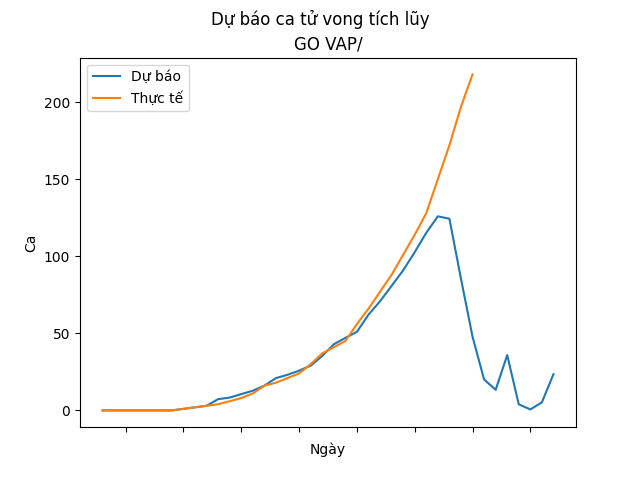 Dự báo ca tử vong tích lũy
GO VAP/
Dự báo
Thực tế
200
150
100
50
0
Ca
Ngày